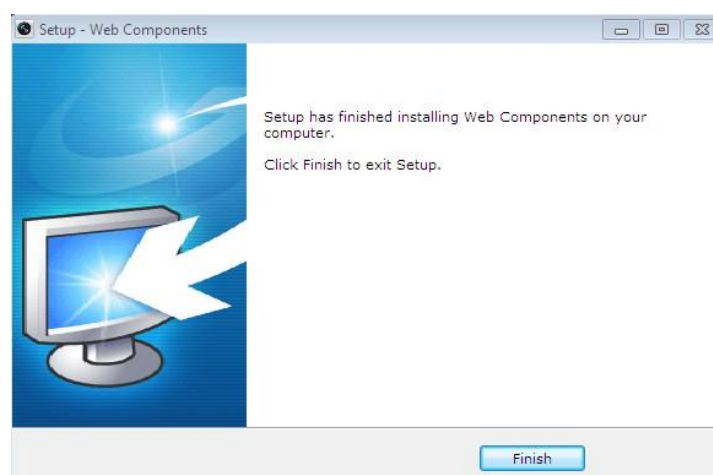 Setup - Web Components
Setup has finished installing Web Components on your
computer.
Click Finish to exit Setup.
Finish